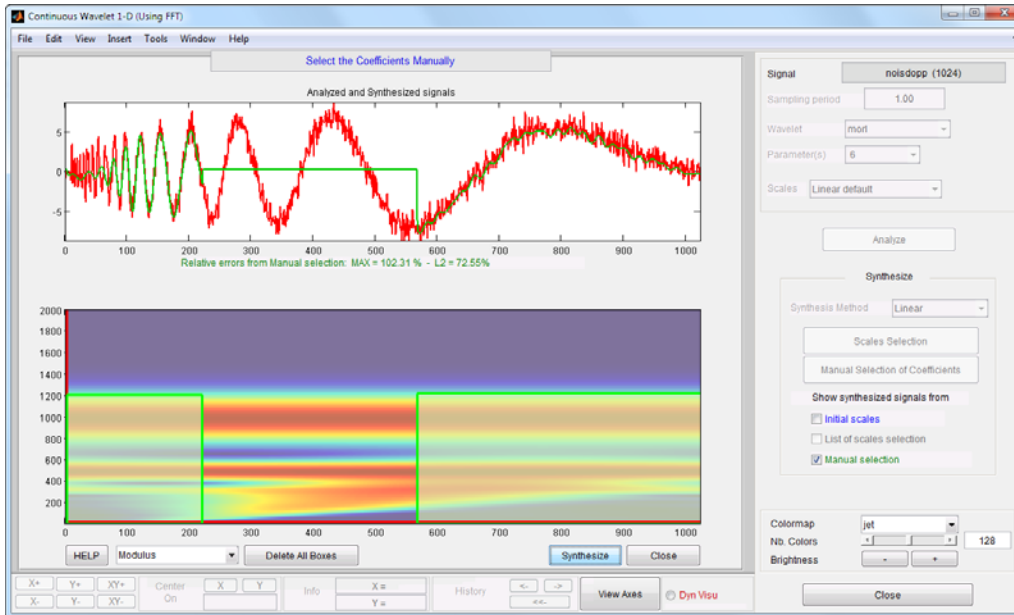 Continuous Wavelet 1-D (Using FFT)
File Edit View Insert Tools Window Help
Select the Coefficients Manually
Analyzed and Synthesized signals
5
0
-5
0 100 200 300 400 500 600 700 800 900 1000
Relative errors from Manual selection: MAX = 102.31 % - L2 = 72.55%
2000
1800
1600
1400
1200
1000
800
600
400
200
0 100 200 300 400 500 600 700 800 900 1000
HELP Modulus Delete All Boxes Synthesize Close
X+ Y+ XY+
X- Y- XY-
Center On X Y
Info X =
Y =
History <- ->
<<-
View Axes Dyn Visu
Signal noisdopp (1024)
Sampling period 1.00
Wavelet morl
Parameter(s) 6
Scales Linear default
Analyze
Synthesize
Synthesis Method Linear
Scales Selection
Manual Selection of Coefficients
Show synthesized signals from
Initial scales
List of scales selection
Manual selection
Colormap jet
Nb. Colors 128
Brightness - +
Close